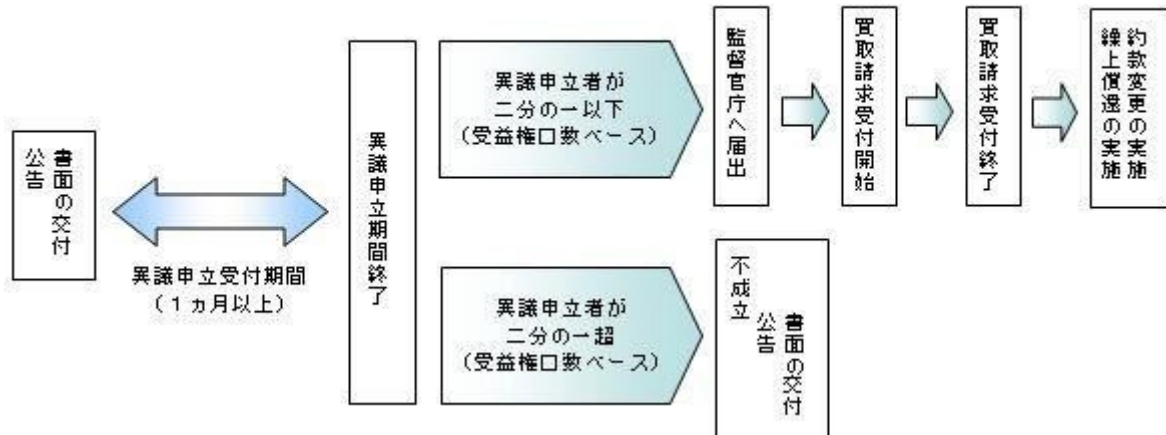 書面の交付
公告
異議申立受付期間
（１ヵ月以上）
異議申立期間終了
異議申立者が
二分の一以下
（受益権口数ベース）
監督官庁へ届出
買取請求受付開始
買取請求受付終了
約款変更の実施
繰上償還の実施
異議申立者が
二分の一超
（受益権口数ベース）
不成立
書面の交付
公告